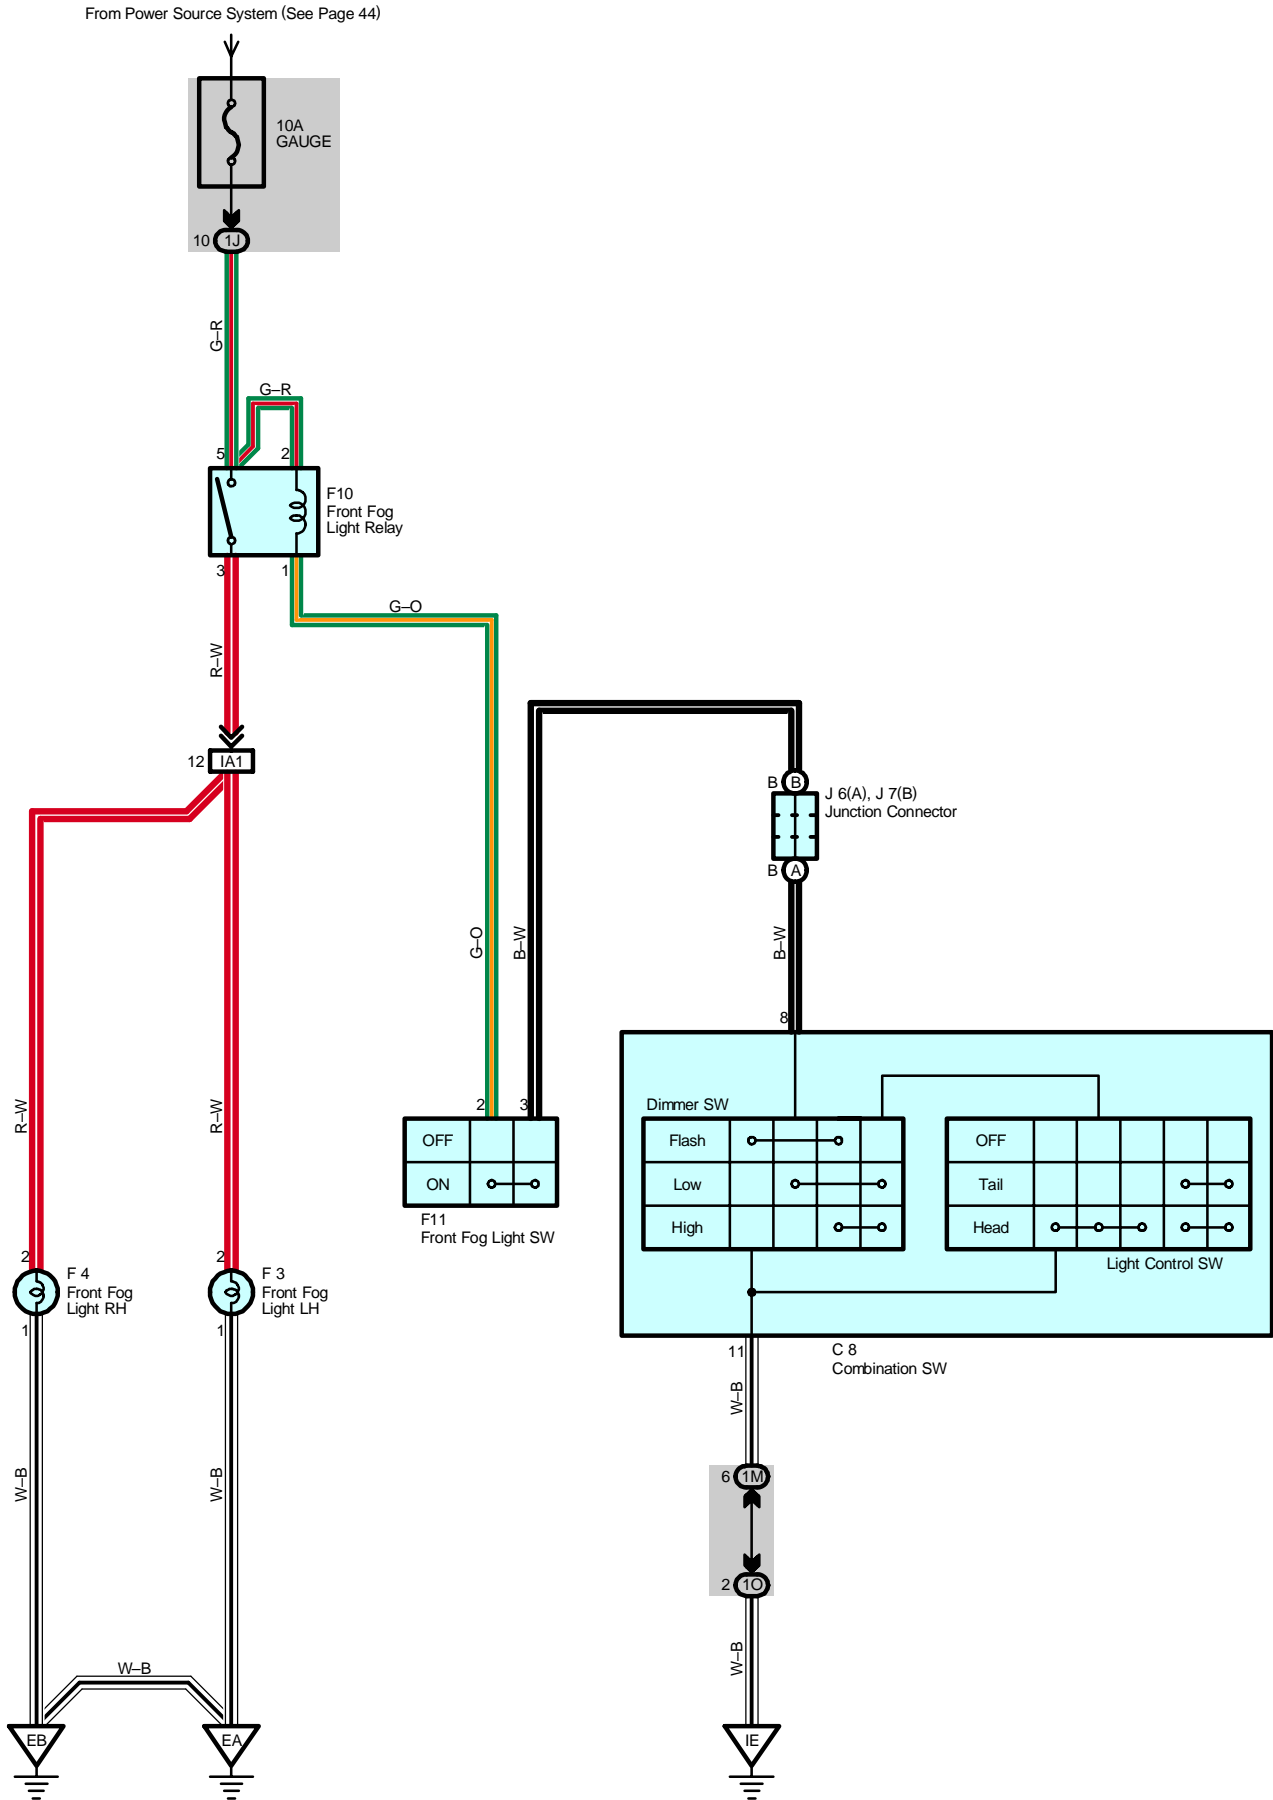 From Power Source System (See Page 44)
10A
GAUGE
10 1J
G–R
G–R
5 2
F10
Front Fog
Light Relay
3 1
G–O
R–W
12 IA1
B B
J 6(A), J 7(B)
Junction Connector
B A
G–O
B–W
B–W
8
R–W
R–W
2 3
OFF
ON
F11
Front Fog Light SW
Dimmer SW
Flash
Low
High
OFF
Tail
Head
Light Control SW
2
F 4
Front Fog
Light RH
1
2
F 3
Front Fog
Light LH
1
11
C 8
Combination SW
W–B
W–B
W–B
6 1M
2 1O
W–B
W–B
EB
EA
IE